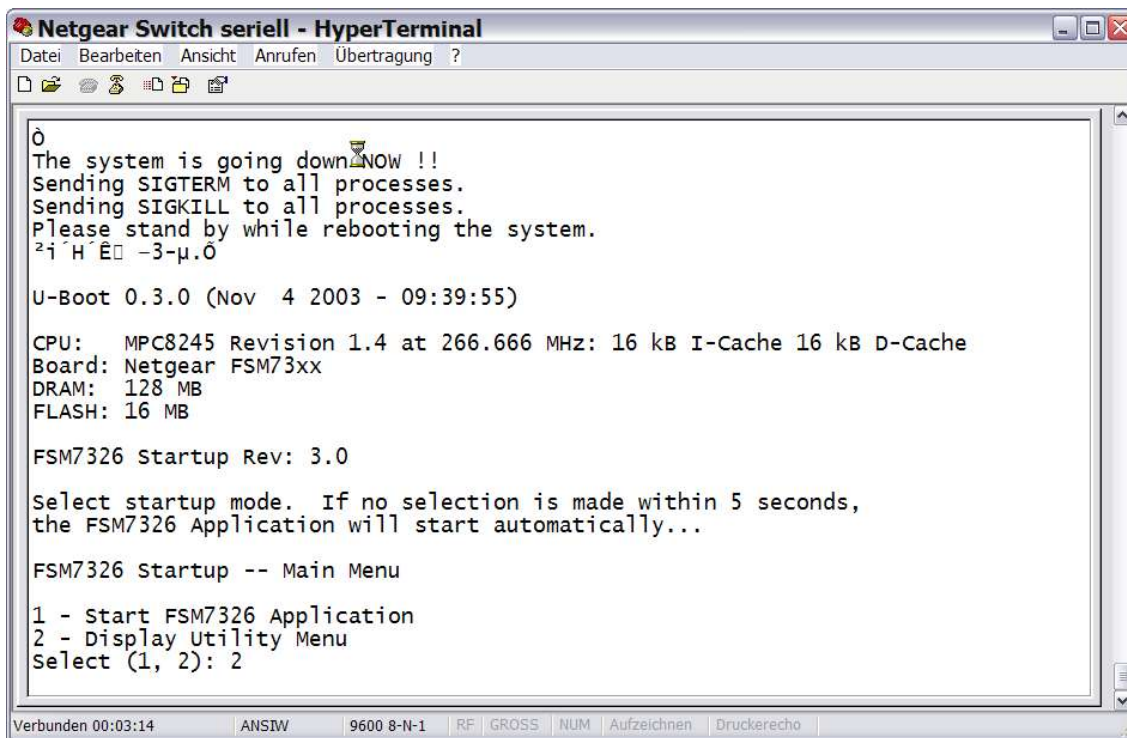 Netgear Switch seriell - HyperTerminal
Datei Bearbeiten Ansicht Anrufen Übertragung ?
Ò
The system is going down NOW !!
Sending SIGTERM to all processes.
Sending SIGKILL to all processes.
Please stand by while rebooting the system.
²i´H´Ê▯ –3-µ.Õ
U-Boot 0.3.0 (Nov  4 2003 - 09:39:55)
CPU:   MPC8245 Revision 1.4 at 266.666 MHz: 16 kB I-Cache 16 kB D-Cache
Board: Netgear FSM73xx
DRAM:  128 MB
FLASH: 16 MB
FSM7326 Startup Rev: 3.0
Select startup mode.  If no selection is made within 5 seconds,
the FSM7326 Application will start automatically...
FSM7326 Startup -- Main Menu
1 - Start FSM7326 Application
2 - Display Utility Menu
Select (1, 2): 2
Verbunden 00:03:14 ANSIW 9600 8-N-1 RF GROSS NUM Aufzeichnen Druckerecho